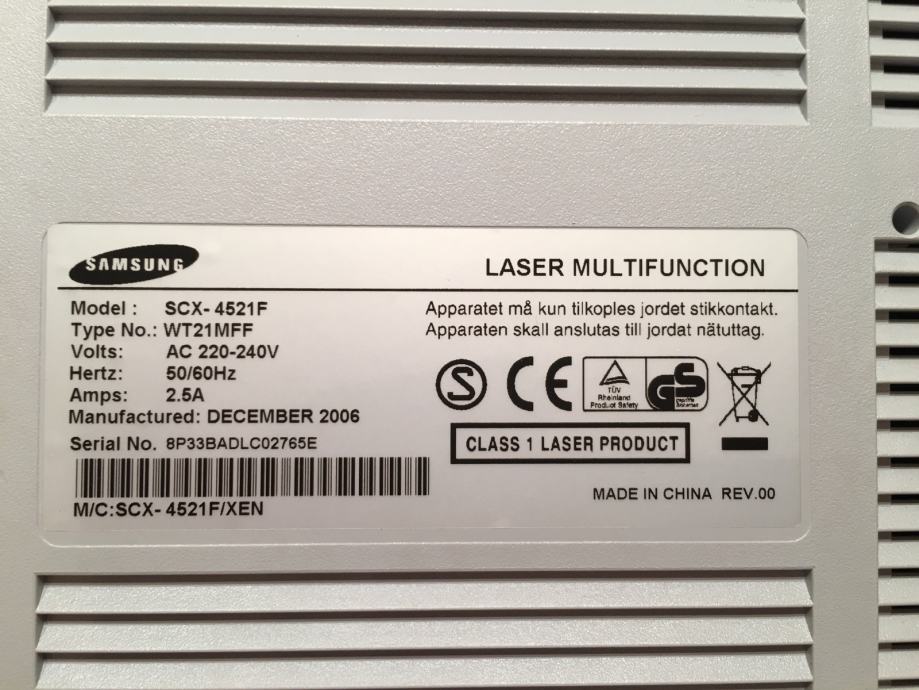 SAMSUNG
LASER MULTIFUNCTION
Model : SCX- 4521F
Type No.: WT21MFF
Volts: AC 220-240V
Hertz: 50/60Hz
Amps: 2.5A
Manufactured: DECEMBER 2006
Serial No. 8P33BADLC02765E
M/C:SCX- 4521F/XEN
Apparatet må kun tilkoples jordet stikkontakt.
Apparaten skall anslutas till jordat nätuttag.
S
CE
TÜV
Rheinland
Product Safety
GS
geprüfte
CLASS 1 LASER PRODUCT
MADE IN CHINA REV.00